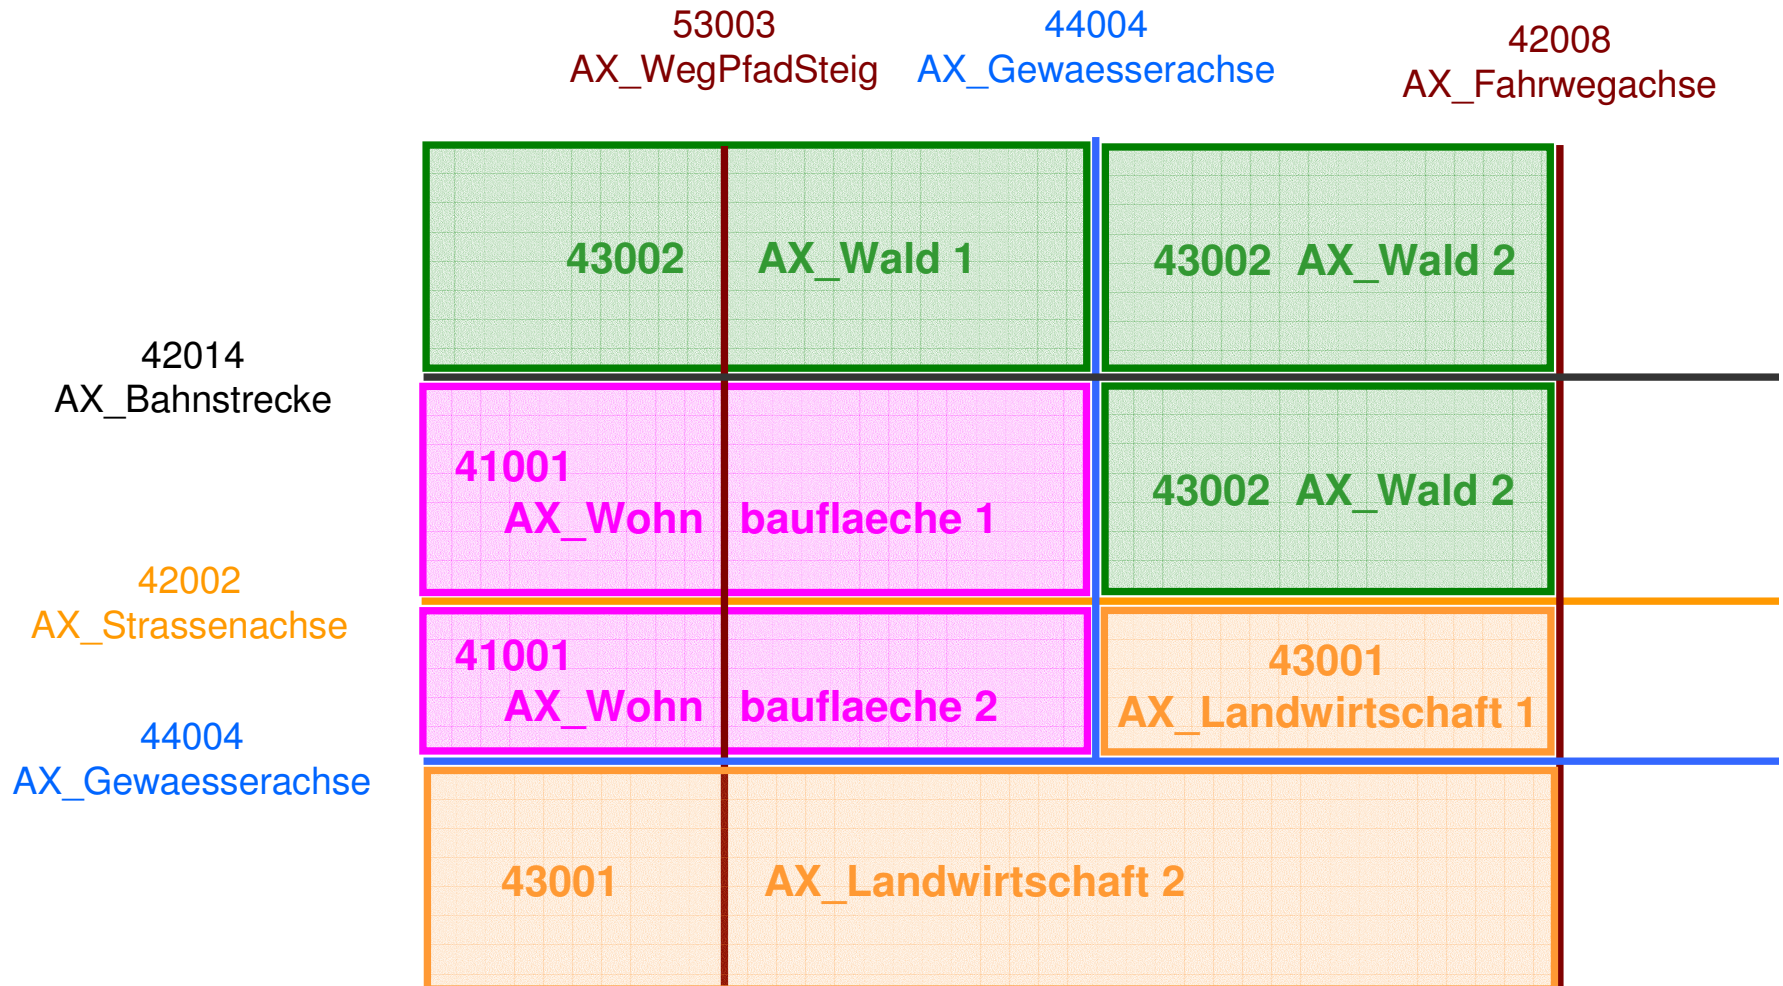 53003
AX_WegPfadSteig
44004
AX_Gewaesserachse
42008
AX_Fahrwegachse
43002 AX_Wald 1
43002 AX_Wald 2
42014
AX_Bahnstrecke
41001
AX_Wohn bauflaeche 1
43002 AX_Wald 2
42002
AX_Strassenachse
41001
AX_Wohn bauflaeche 2
43001
AX_Landwirtschaft 1
44004
AX_Gewaesserachse
43001 AX_Landwirtschaft 2